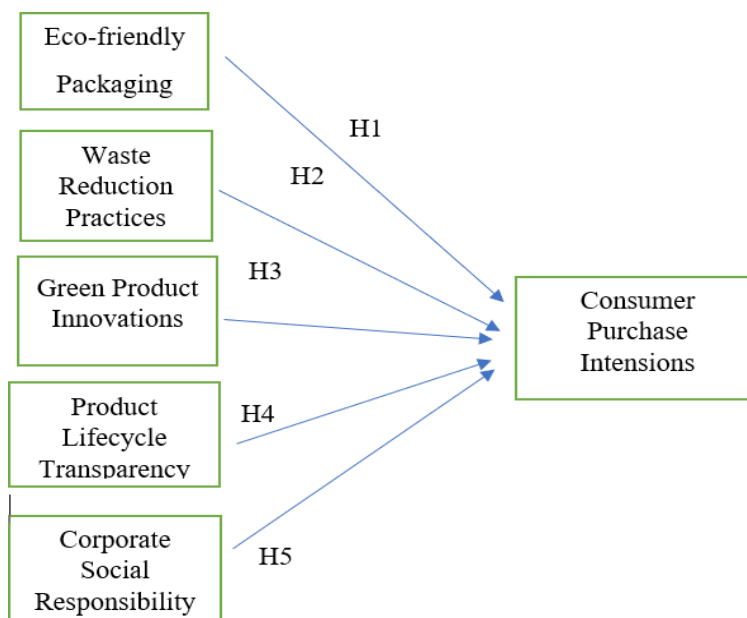 Eco-friendly
Packaging
H1
Waste
Reduction
Practices
H2
Green Product
Innovations
H3
Consumer
Purchase
Intensions
Product
Lifecycle
Transparency
H4
Corporate
Social
Responsibility
H5